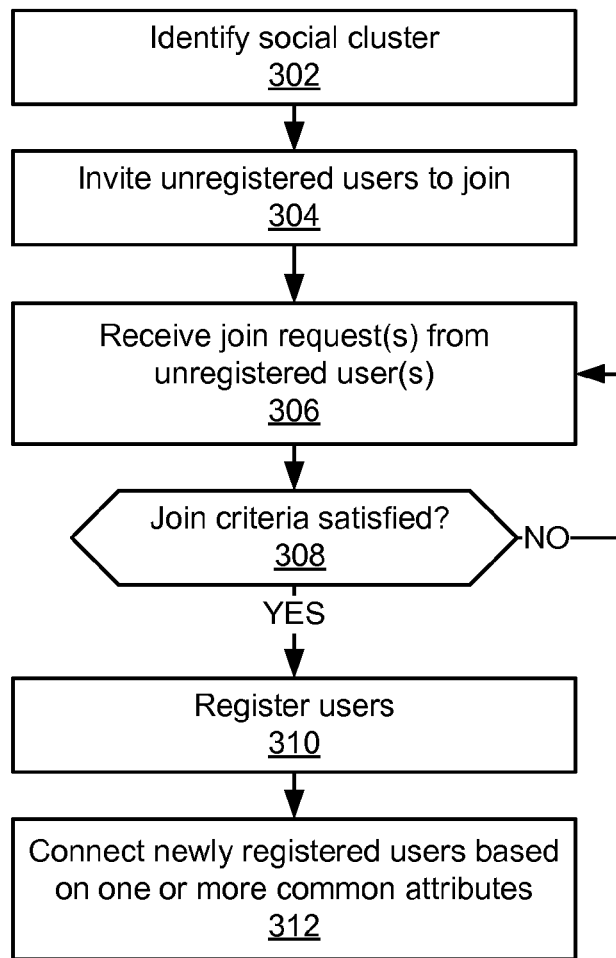 Identify social cluster
302
Invite unregistered users to join
304
Receive join request(s) from
unregistered user(s)
306
Join criteria satisfied?
308
NO
YES
Register users
310
Connect newly registered users based
on one or more common attributes
312